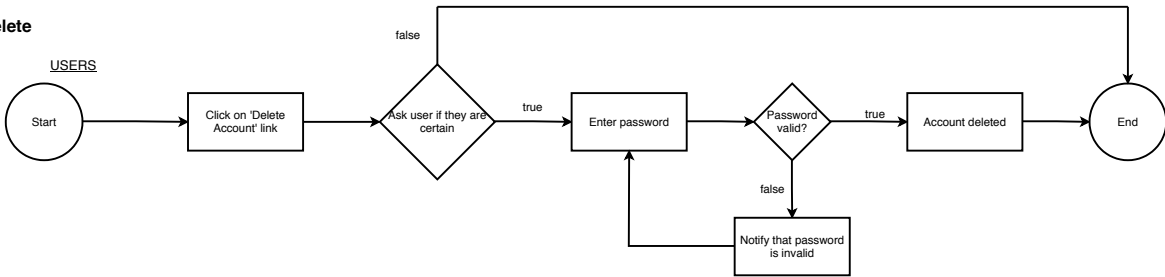 elete
USERS
Start
Click on 'Delete
Account' link
false
Ask user if they are
certain
true
Enter password
Password
valid?
true
Account deleted
End
false
Notify that password
is invalid